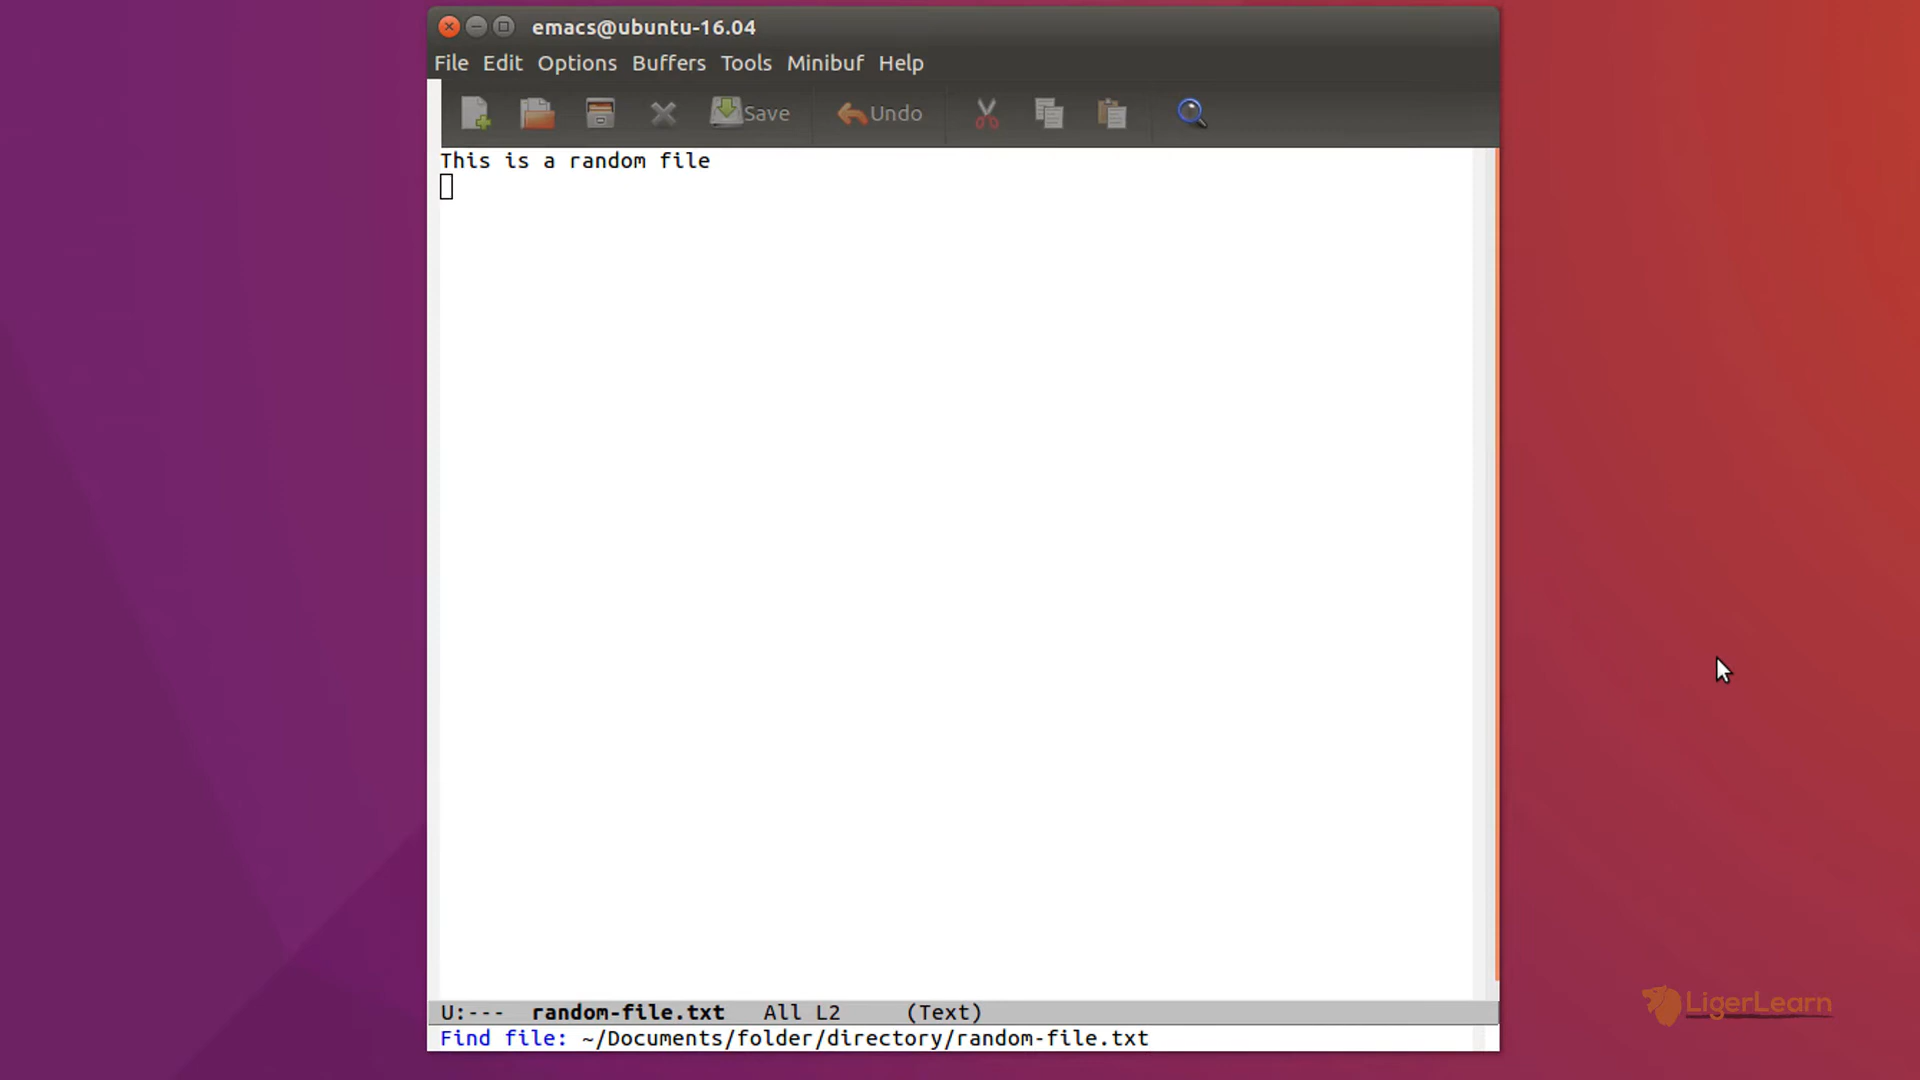 emacs@ubuntu-16.04
File Edit Options Buffers Tools Minibuf Help
Save Undo
This is a random file
U:--- random-file.txt All L2 (Text)
Find file: ~/Documents/folder/directory/random-file.txt
LigerLearn